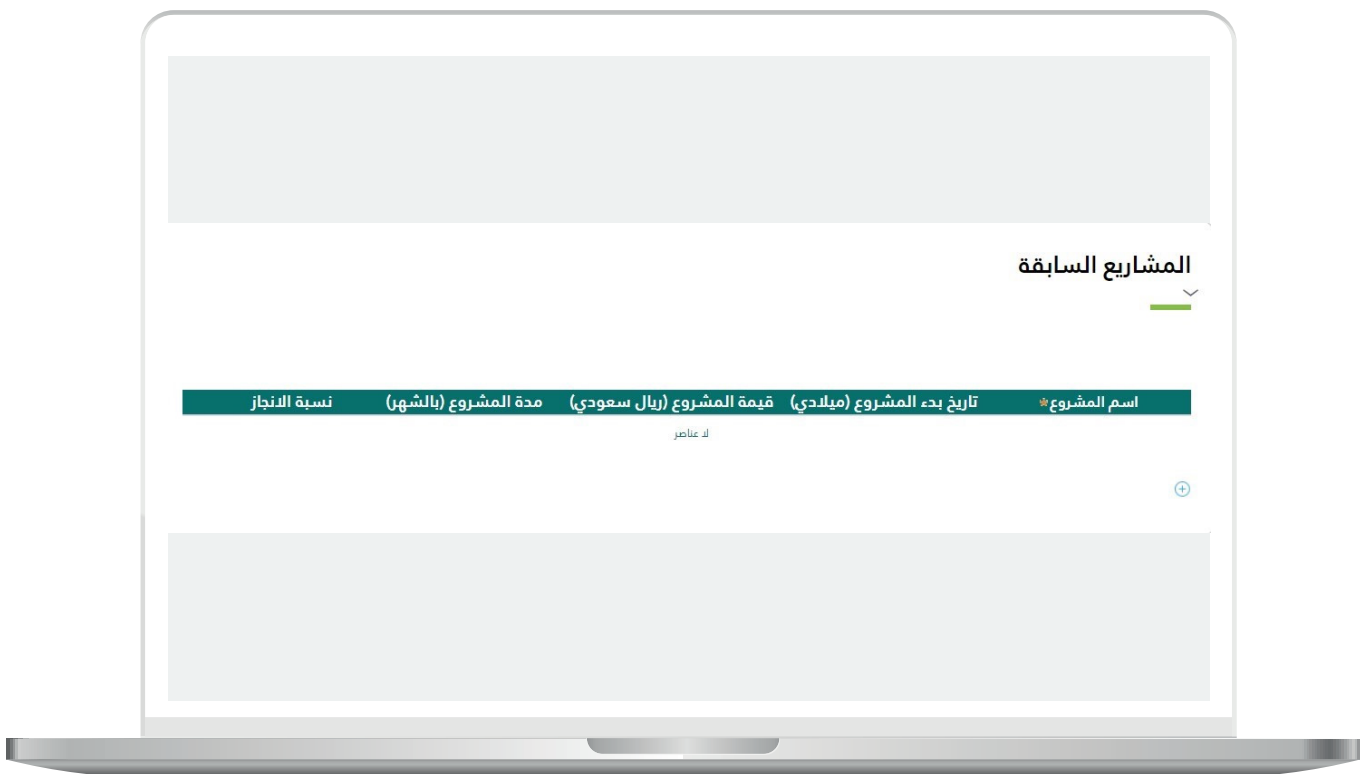 المشاريع السابقة
اسم المشروع* تاريخ بدء المشروع (ميلادي) قيمة المشروع (ريال سعودي) مدة المشروع (بالشهر) نسبة الانجاز
لا عناصر